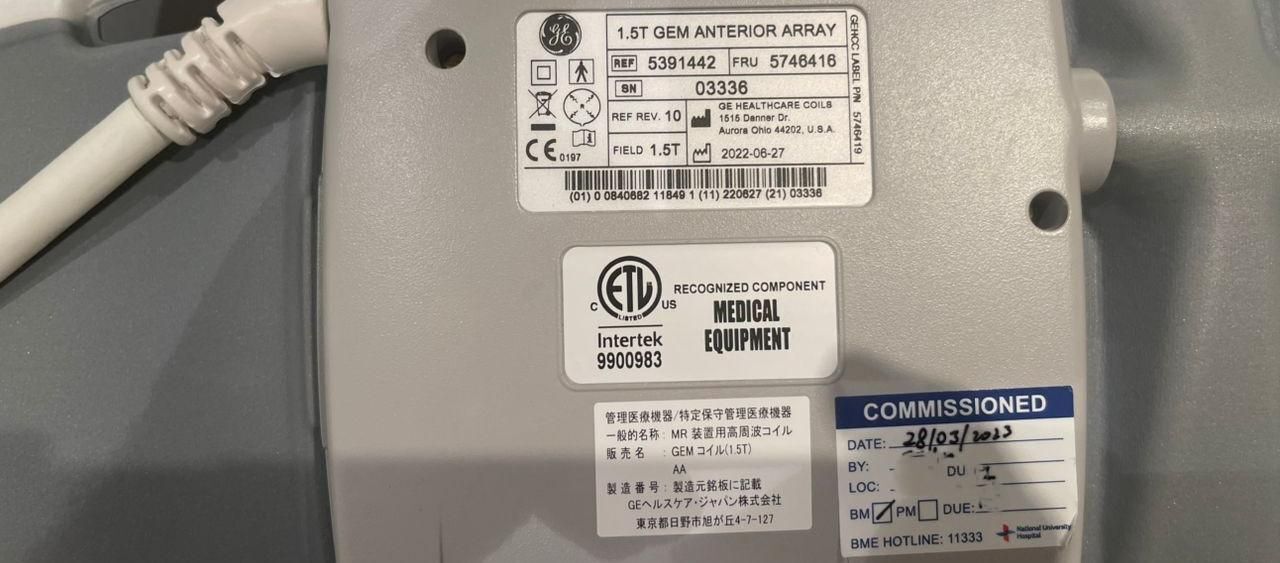 GE
1.5T GEM ANTERIOR ARRAY
REF 5391442 FRU 5746416
SN 03336
REF REV. 10
GE HEALTHCARE COILS
1515 Danner Dr.
Aurora Ohio 44202, U.S.A.
FIELD 1.5T
2022-06-27
CE 0197
(01) 0 0840682 11849 1 (11) 220627 (21) 03336
GEHCC LABEL P/N 5746419
C ETL US
LISTED
Intertek
9900983
RECOGNIZED COMPONENT
MEDICAL
EQUIPMENT
管理医療機器/特定保守管理医療機器
一般的名称: MR 装置用高周波コイル
販売名 : GEM コイル(1.5T)
AA
製造番号: 製造元銘板に記載
GEヘルスケア・ジャパン株式会社
東京都日野市旭が丘4-7-127
COMMISSIONED
DATE: 28/03/2023
BY: DU
LOC:
BM PM DUE:
BME HOTLINE: 11333
National University
Hospital